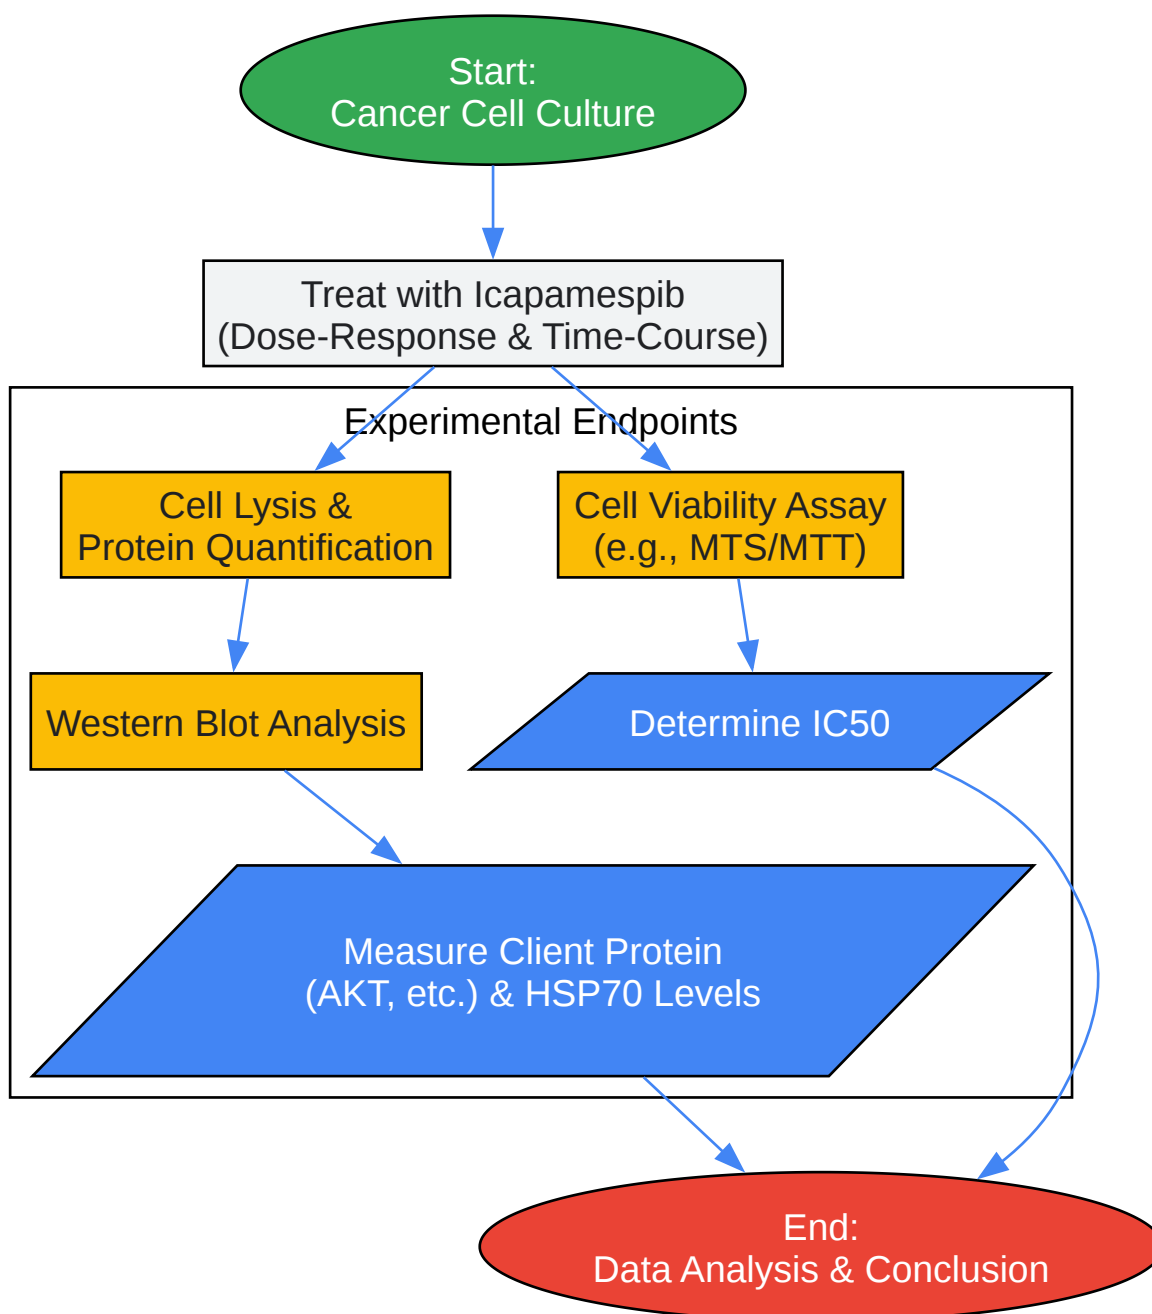 Start:
Cancer Cell Culture
Treat with Icapamespib
(Dose-Response & Time-Course)
Experimental Endpoints
Cell Lysis &
Protein Quantification
Cell Viability Assay
(e.g., MTS/MTT)
Western Blot Analysis
Determine IC50
Measure Client Protein
(AKT, etc.) & HSP70 Levels
End:
Data Analysis & Conclusion